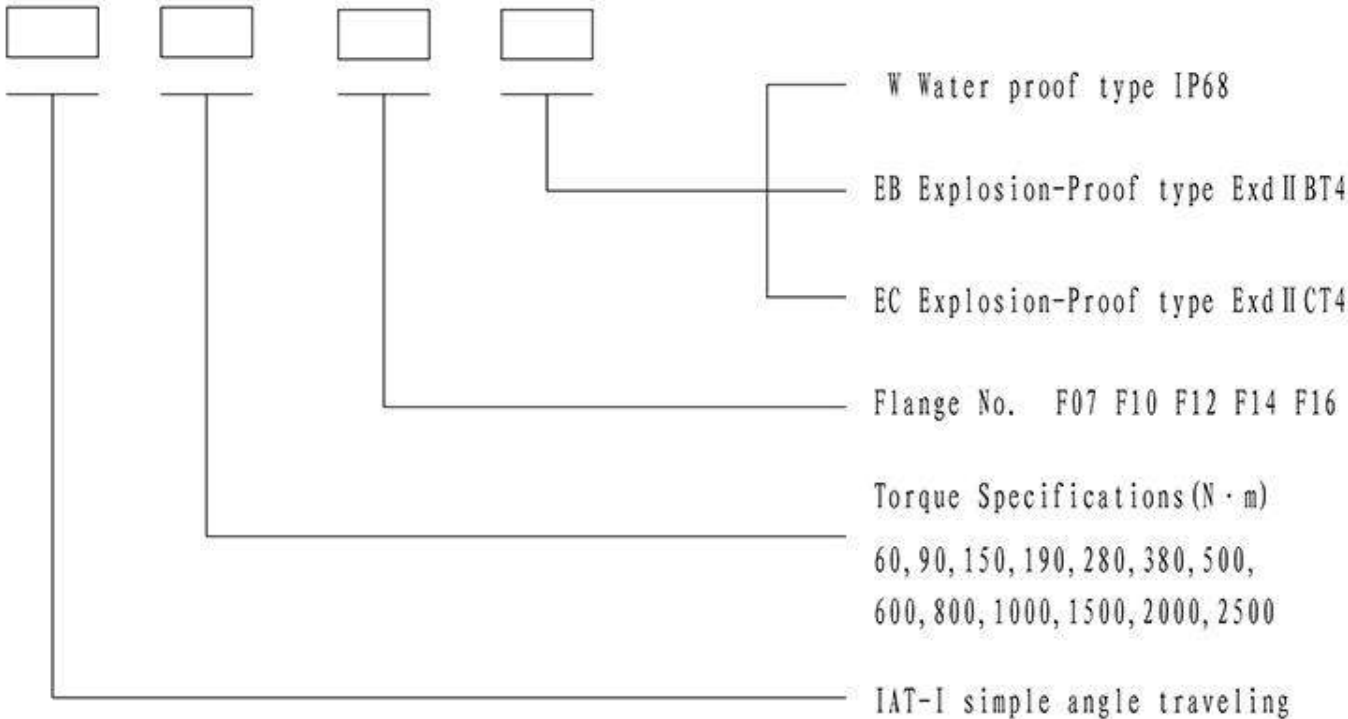 W Water proof type IP68
EB Explosion-Proof type ExdⅡBT4
EC Explosion-Proof type ExdⅡCT4
Flange No. F07 F10 F12 F14 F16
Torque Specifications(N·m)
60,90,150,190,280,380,500,
600,800,1000,1500,2000,2500
IAT-I simple angle traveling